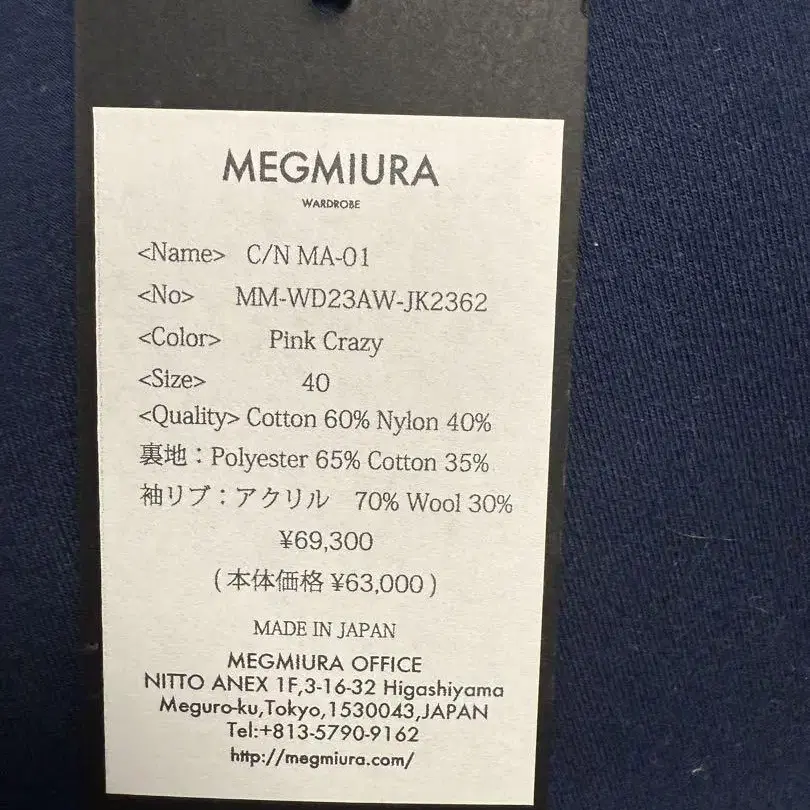 MEGMIURA
WARDROBE
<Name> C/N MA-01
<No> MM-WD23AW-JK2362
<Color> Pink Crazy
<Size> 40
<Quality> Cotton 60% Nylon 40%
裏地：Polyester 65% Cotton 35%
袖リブ：アクリル 70% Wool 30%
¥69,300
(本体価格 ¥63,000)
MADE IN JAPAN
MEGMIURA OFFICE
NITTO ANEX 1F,3-16-32 Higashiyama
Meguro-ku,Tokyo,1530043,JAPAN
Tel:+813-5790-9162
http://megmiura.com/